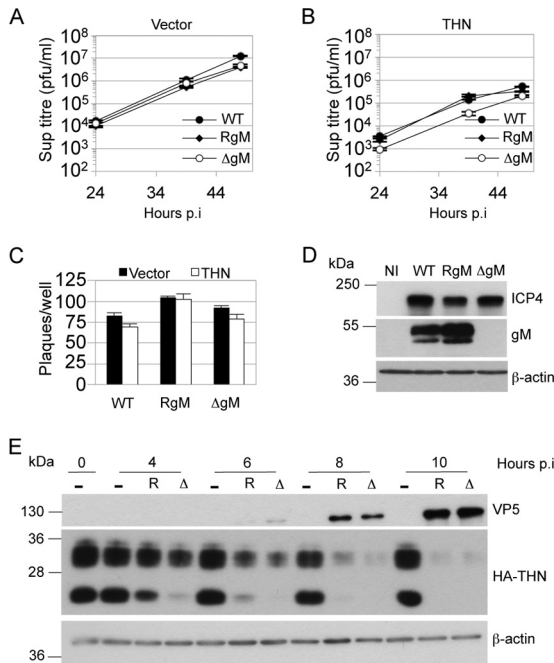 A
Vector
Sup titre (pfu/ml)
10⁸
10⁷
10⁶
10⁵
10⁴
10³
10²
24 34 44
Hours p.i
WT
RgM
ΔgM
B
THN
Sup titre (pfu/ml)
10⁸
10⁷
10⁶
10⁵
10⁴
10³
10²
24 34 44
Hours p.i
WT
RgM
ΔgM
C
Vector THN
Plaques/well
125
100
75
50
25
0
WT RgM ΔgM
D
kDa NI WT RgM ΔgM
250
ICP4
55
gM
36
β-actin
E
kDa 0 4 6 8 10 Hours p.i
- - R Δ - R Δ - R Δ - R Δ
130
VP5
36
28
HA-THN
36
β-actin